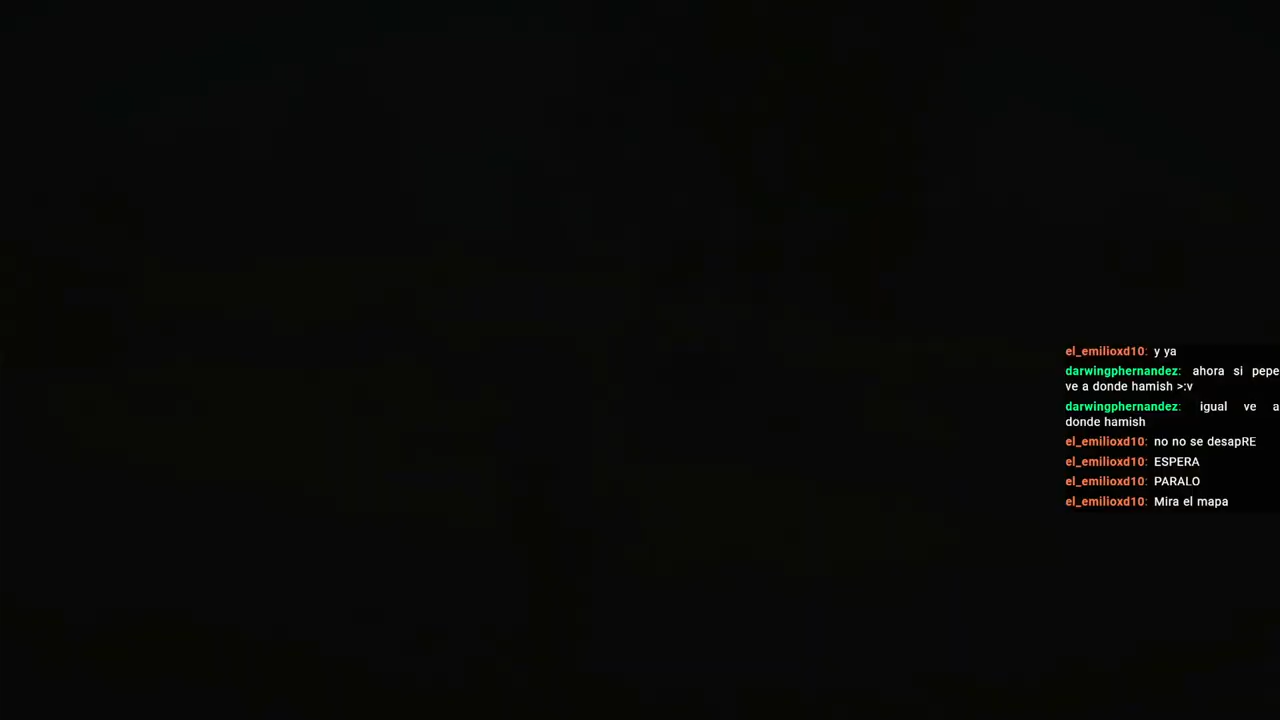 el_emilioxd10: y ya
darwingphernandez: ahora si pepe
ve a donde hamish >:v
darwingphernandez: igual ve a
donde hamish
el_emilioxd10: no no se desapRE
el_emilioxd10: ESPERA
el_emilioxd10: PARALO
el_emilioxd10: Mira el mapa